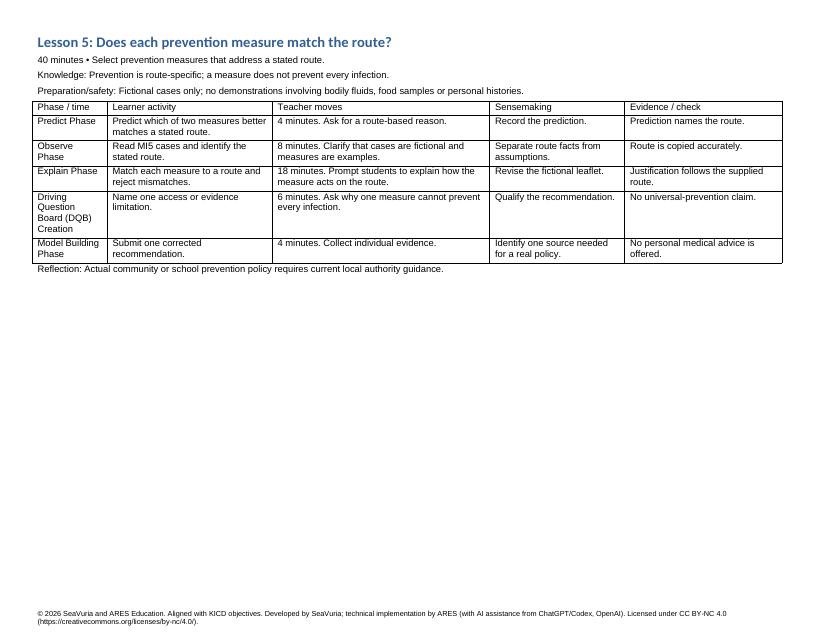 Lesson 5: Does each prevention measure match the route?
40 minutes • Select prevention measures that address a stated route.
Knowledge: Prevention is route-specific; a measure does not prevent every infection.
Preparation/safety: Fictional cases only; no demonstrations involving bodily fluids, food samples or personal histories.
Phase / time
Learner activity
Teacher moves
Sensemaking
Evidence / check
Predict Phase
Predict which of two measures better
matches a stated route.
4 minutes. Ask for a route-based reason.
Record the prediction.
Prediction names the route.
Observe
Phase
Read MI5 cases and identify the
stated route.
8 minutes. Clarify that cases are fictional and
measures are examples.
Separate route facts from
assumptions.
Route is copied accurately.
Explain Phase
Match each measure to a route and
reject mismatches.
18 minutes. Prompt students to explain how the
measure acts on the route.
Revise the fictional leaflet.
Justification follows the supplied
route.
Driving
Question
Board (DQB)
Creation
Name one access or evidence
limitation.
6 minutes. Ask why one measure cannot prevent
every infection.
Qualify the recommendation.
No universal-prevention claim.
Model Building
Phase
Submit one corrected
recommendation.
4 minutes. Collect individual evidence.
Identify one source needed
for a real policy.
No personal medical advice is
offered.
Reflection: Actual community or school prevention policy requires current local authority guidance.
© 2026 SeaVuria and ARES Education. Aligned with KICD objectives. Developed by SeaVuria; technical implementation by ARES (with AI assistance from ChatGPT/Codex, OpenAI). Licensed under CC BY-NC 4.0
(https://creativecommons.org/licenses/by-nc/4.0/).